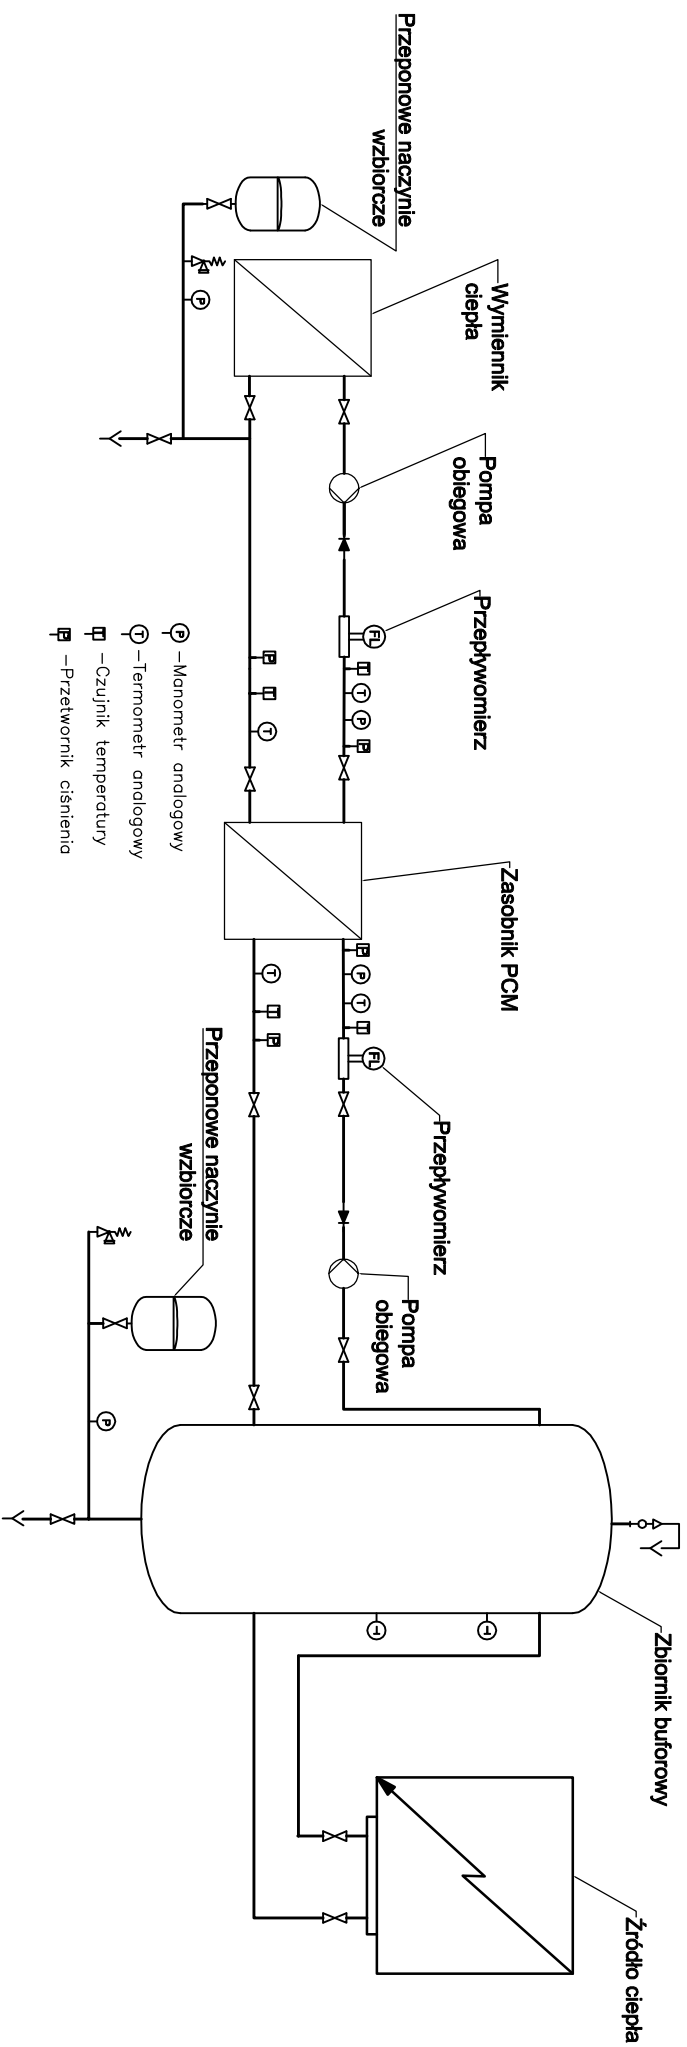 Przeponowe naczynie
wzbiorcze
Wymiennik
ciepła
Pompa
obiegowa
Przepływomierz
Zasobnik PCM
Przepływomierz
Pompa
obiegowa
Zbiornik buforowy
Źródło ciepła
Przeponowe naczynie
wzbiorcze
P
FL
T
T
P
P
P
T
T
P
P
T
T
FL
T
T
P
P
T
T
P –Manometr analogowy
T –Termometr analogowy
T –Czujnik temperatury
P –Przetwornik ciśnienia